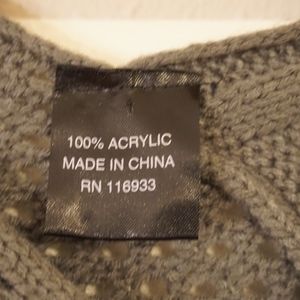 100% ACRYLIC
MADE IN CHINA
RN 116933